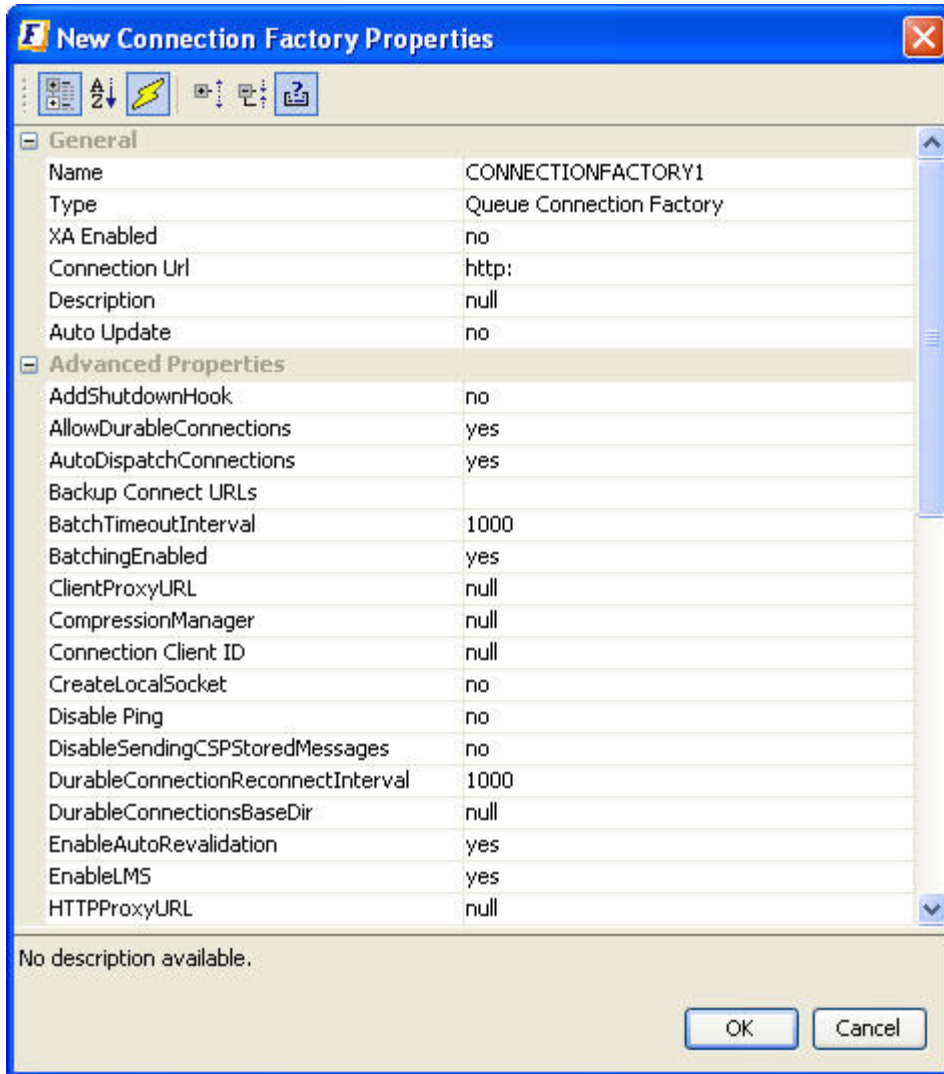 New Connection Factory Properties
General
Name CONNECTIONFACTORY1
Type Queue Connection Factory
XA Enabled no
Connection Url http:
Description null
Auto Update no
Advanced Properties
AddShutdownHook no
AllowDurableConnections yes
AutoDispatchConnections yes
Backup Connect URLs
BatchTimeoutInterval 1000
BatchingEnabled yes
ClientProxyURL null
CompressionManager null
Connection Client ID null
CreateLocalSocket no
Disable Ping no
DisableSendingCSPStoredMessages no
DurableConnectionReconnectInterval 1000
DurableConnectionsBaseDir null
EnableAutoRevalidation yes
EnableLMS yes
HTTPProxyURL null
No description available.
OK Cancel